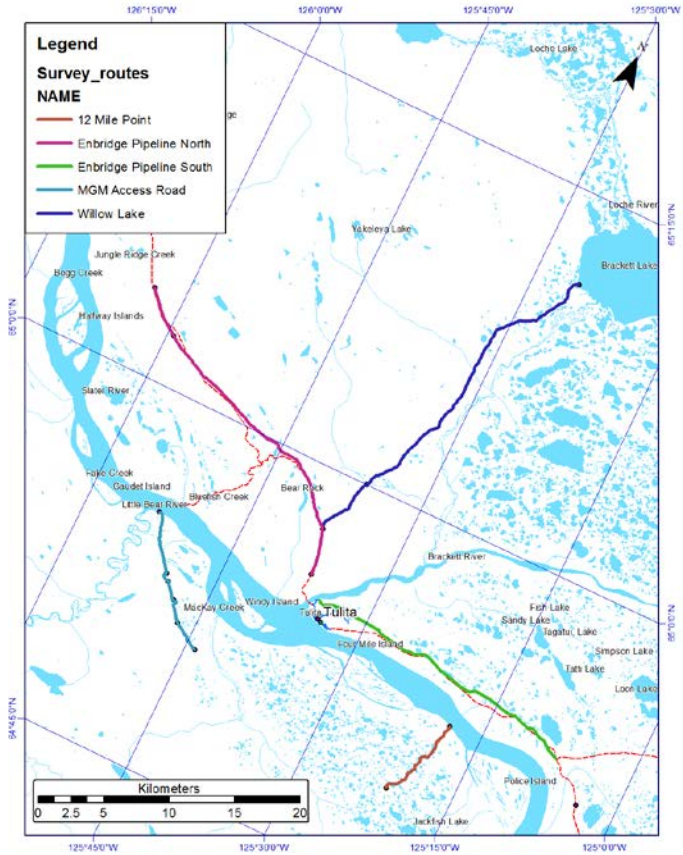 126°15'0"W
126°0'0"W
125°45'0"W
125°30'0"W
Legend
Survey_routes
NAME
12 Mile Point
Enbridge Pipeline North
Enbridge Pipeline South
MGM Access Road
Willow Lake
N
Loche Lake
ge
Loche River
65°15'0"N
Yakeleya Lake
Brackett Lake
Jungle Ridge Creek
Bogg Creek
Halfway Islands
65°0'0"N
Slater River
Gaudet Island
Little Bear River
Bluefish Creek
Bear Rock
Brackett River
MacKay Creek
Windy Island
Tulita
Tulita
Four Mile Island
Fish Lake
Sandy Lake
Simpson Lake
Tate Lake
Loon Lake
65°0'0"N
64°45'0"N
Police Island
Jackfish Lake
Kilometers
0 2.5 5 10 15 20
125°45'0"W
125°30'0"W
125°15'0"W
125°0'0"W